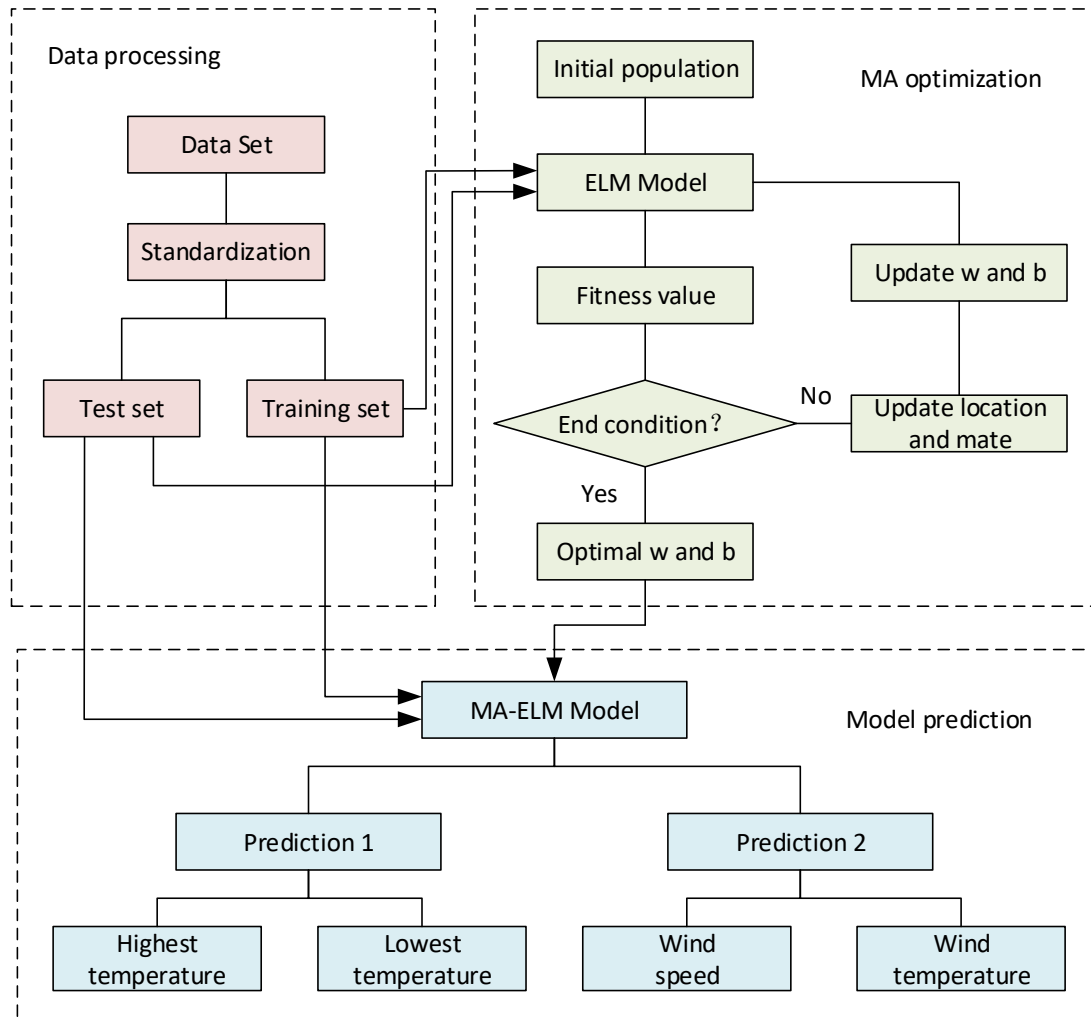 Data processing
Data Set
Standardization
Test set
Training set
MA optimization
Initial population
ELM Model
Fitness value
Update w and b
End condition？
No
Update location
and mate
Yes
Optimal w and b
Model prediction
MA-ELM Model
Prediction 1
Prediction 2
Highest
temperature
Lowest
temperature
Wind
speed
Wind
temperature